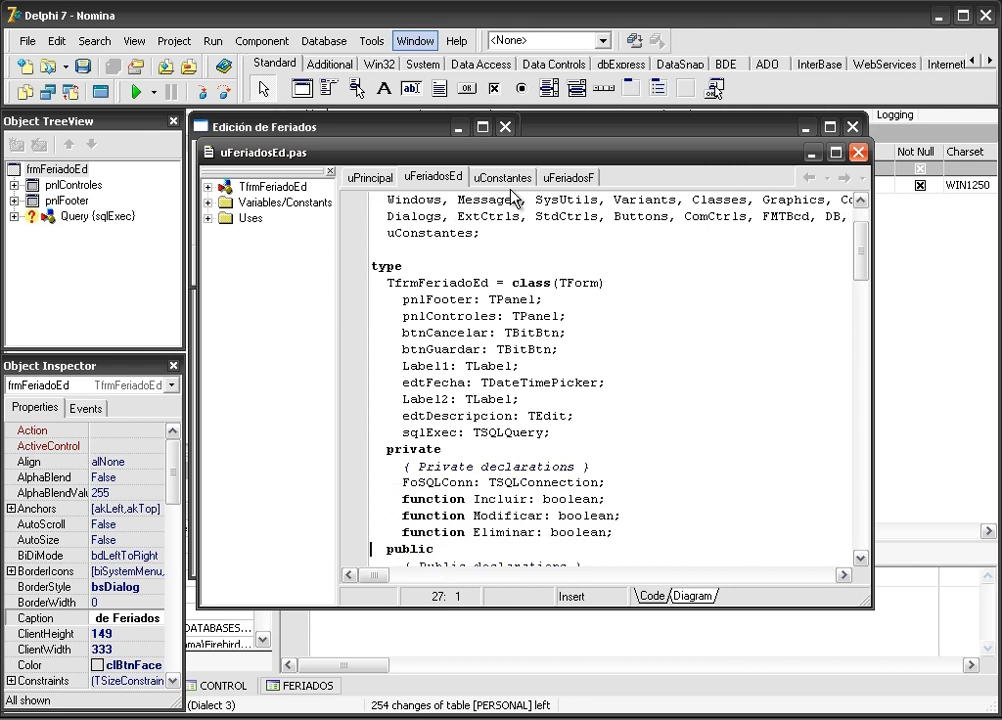 Delphi 7 - Nomina
File Edit Search View Project Run Component Database Tools Window Help <None>
Standard Additional Win32 System Data Access Data Controls dbExpress DataSnap BDE ADO InterBase WebServices InternetE
Object TreeView
frmFeriadoEd
pnlControles
pnlFooter
Query {sqlExec}
Edición de Feriados
Logging
Not Null Charset
WIN1250
uFeriadosEd.pas
TfrmFeriadoEd
Variables/Constants
Uses
uPrincipal uFeriadosEd uConstantes uFeriadosF
Windows, Messages, SysUtils, Variants, Classes, Graphics, Co
Dialogs, ExtCtrls, StdCtrls, Buttons, ComCtrls, FMTBcd, DB,
uConstantes;
type
TfrmFeriadoEd = class(TForm)
pnlFooter: TPanel;
pnlControles: TPanel;
btnCancelar: TBitBtn;
btnGuardar: TBitBtn;
Label1: TLabel;
edtFecha: TDateTimePicker;
Label2: TLabel;
edtDescripcion: TEdit;
sqlExec: TSQLQuery;
private
{ Private declarations }
FoSQLConn: TSQLConnection;
function Incluir: boolean;
function Modificar: boolean;
function Eliminar: boolean;
public
{ Public declarations }
27: 1 Insert Code Diagram
Object Inspector
frmFeriadoEd TfrmFeriadoEd
Properties Events
Action
ActiveControl
Align alNone
AlphaBlend False
AlphaBlendValu 255
Anchors [akLeft,akTop]
AutoScroll False
AutoSize False
BiDiMode bdLeftToRight
BorderIcons [biSystemMenu,
BorderStyle bsDialog
BorderWidth 0
Caption de Feriados
ClientHeight 149
ClientWidth 333
Color clBtnFace
Constraints (TSizeConstrain
All shown
DATABASES...
ma\Firebird...
CONTROL FERIADOS
(Dialect 3) 254 changes of table [PERSONAL] left